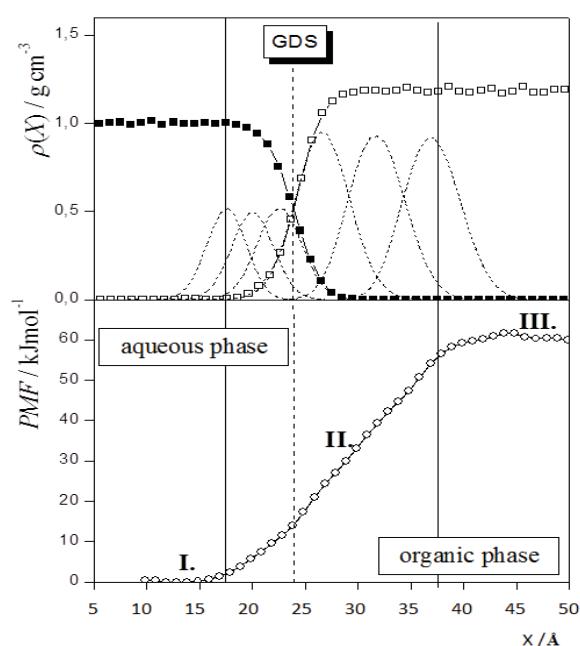 1,5
GDS
ρ(X) / g cm-3
1,0
0,5
0,0
aqueous phase
III.
60
50
PMF / kJmol-1
40
II.
30
20
10
I.
organic phase
0
5 10 15 20 25 30 35 40 45 50
X /Å